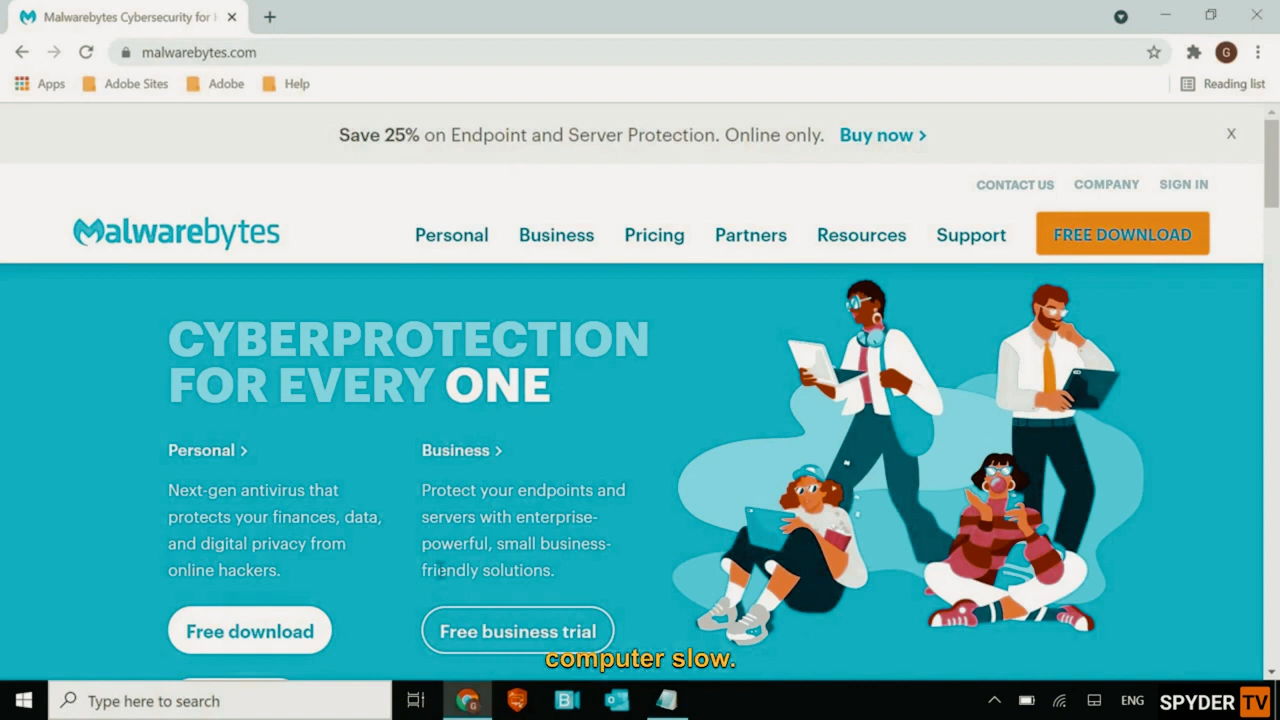 Malwarebytes Cybersecurity for
malwarebytes.com
G
Apps
Adobe Sites
Adobe
Help
Reading list
Save 25% on Endpoint and Server Protection. Online only. Buy now >
X
CONTACT US
COMPANY
SIGN IN
Malwarebytes
Personal
Business
Pricing
Partners
Resources
Support
FREE DOWNLOAD
CYBERPROTECTION
FOR EVERY ONE
Personal >
Next-gen antivirus that
protects your finances, data,
and digital privacy from
online hackers.
Free download
Business >
Protect your endpoints and
servers with enterprise-
powerful, small business-
friendly solutions.
Free business trial
computer slow.
Type here to search
ENG
SPYDER TV